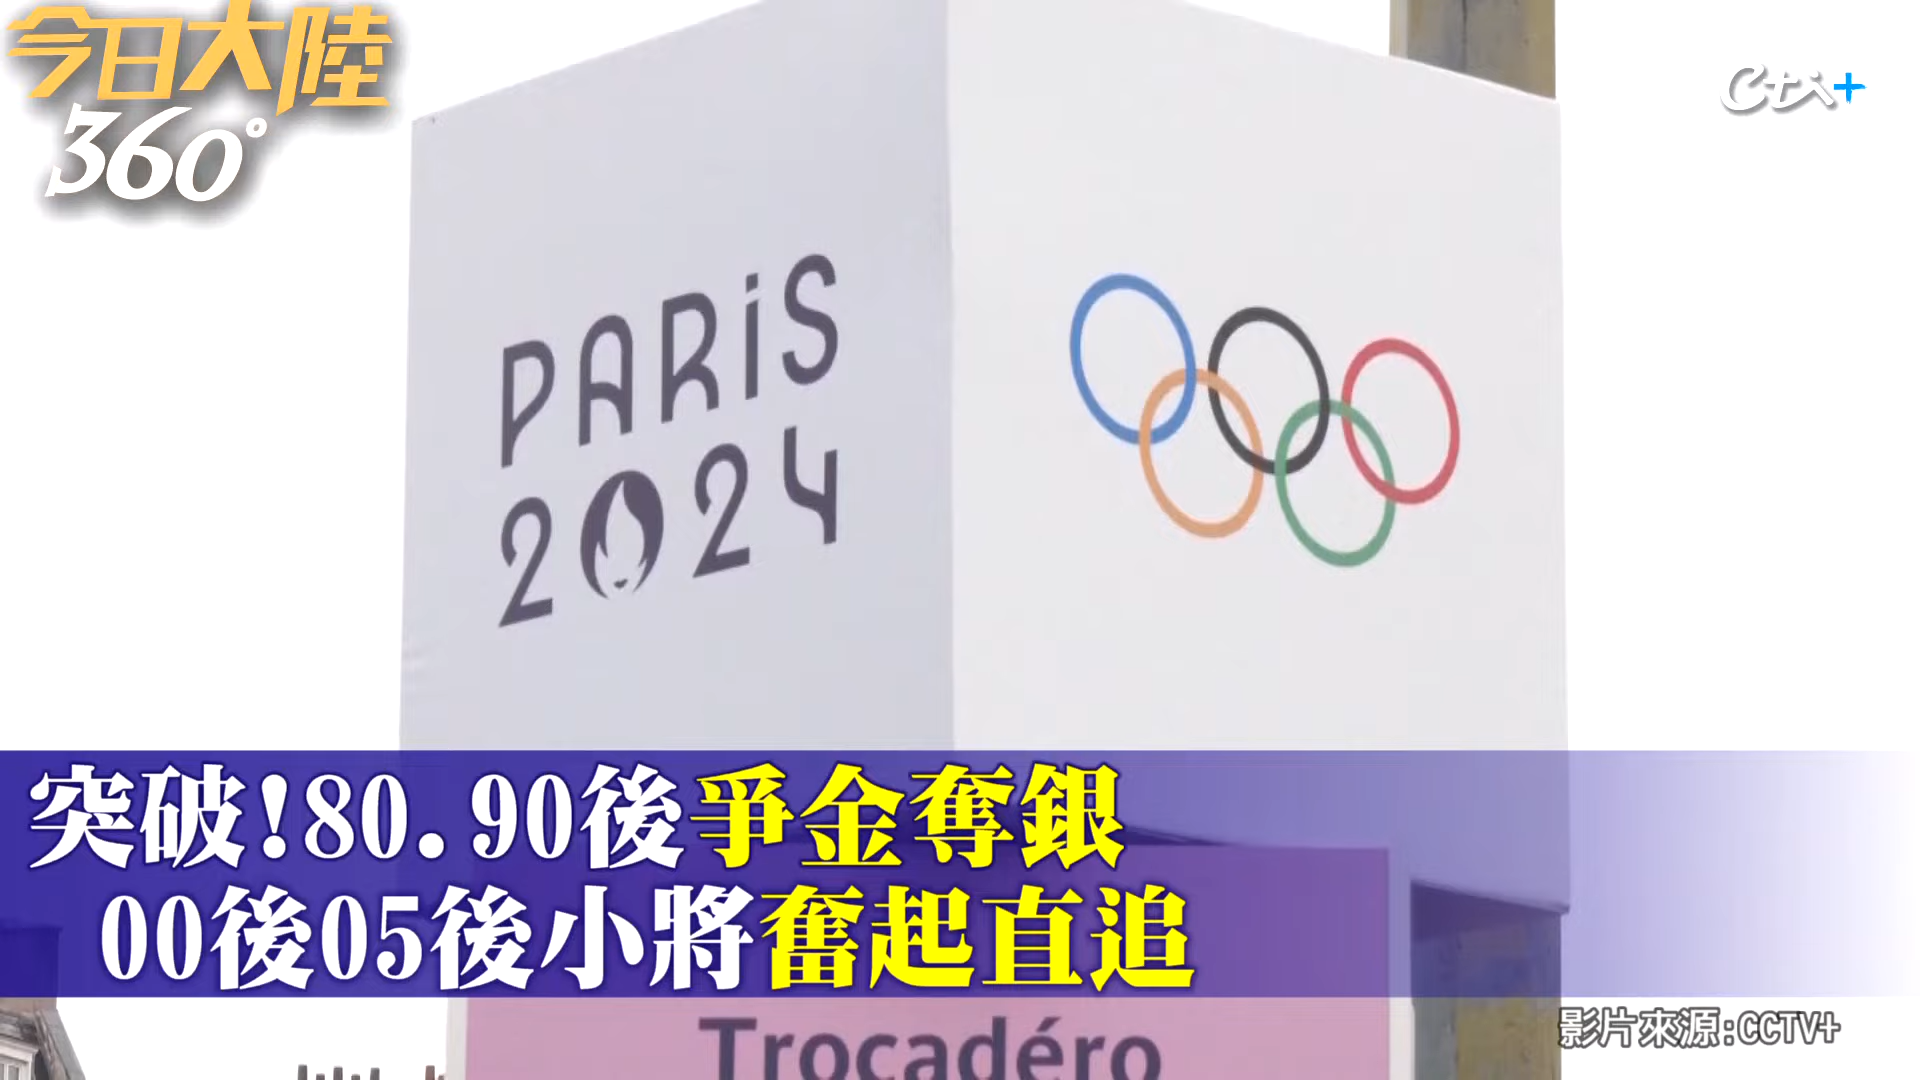 今日大陸
360°
Cti+
PARiS
2024
突破!80.90後爭金奪銀
00後05後小將奮起直追
Trocadéro
影片來源:CCTV+